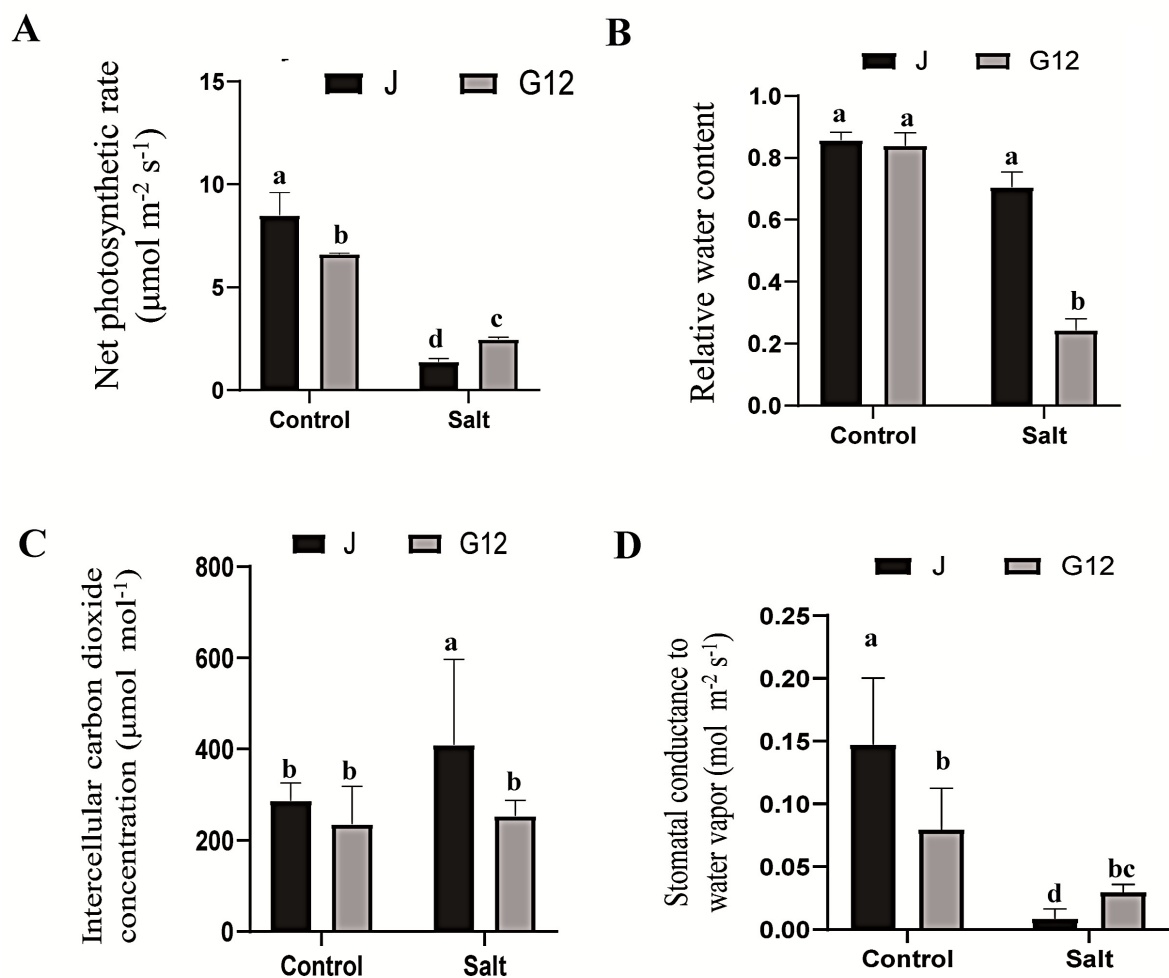 A
J G12
Net photosynthetic rate
(μmol m-2 s-1)
15
10
5
0
a
b
d
c
Control Salt
B
J G12
Relative water content
1.0
0.8
0.6
0.4
0.2
0.0
a
a
a
b
Control Salt
C
J G12
Intercellular carbon dioxide
concentration (μmol mol-1)
800
600
400
200
0
b
b
a
b
Control Salt
D
J G12
Stomatal conductance to
water vapor (mol m-2 s-1)
0.25
0.20
0.15
0.10
0.05
0.00
a
b
d
bc
Control Salt